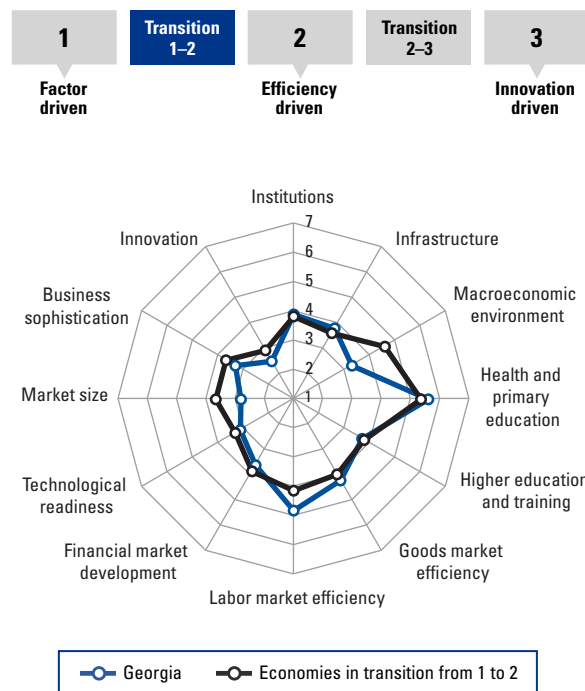 1
Transition
1–2
2
Transition
2–3
3
Factor
driven
Efficiency
driven
Innovation
driven
Institutions
7
Innovation
6
Infrastructure
5
Business
sophistication
4
Macroeconomic
environment
3
2
Market size
1
Health and
primary
education
Technological
readiness
Higher education
and training
Financial market
development
Goods market
efficiency
Labor market efficiency
Georgia
Economies in transition from 1 to 2